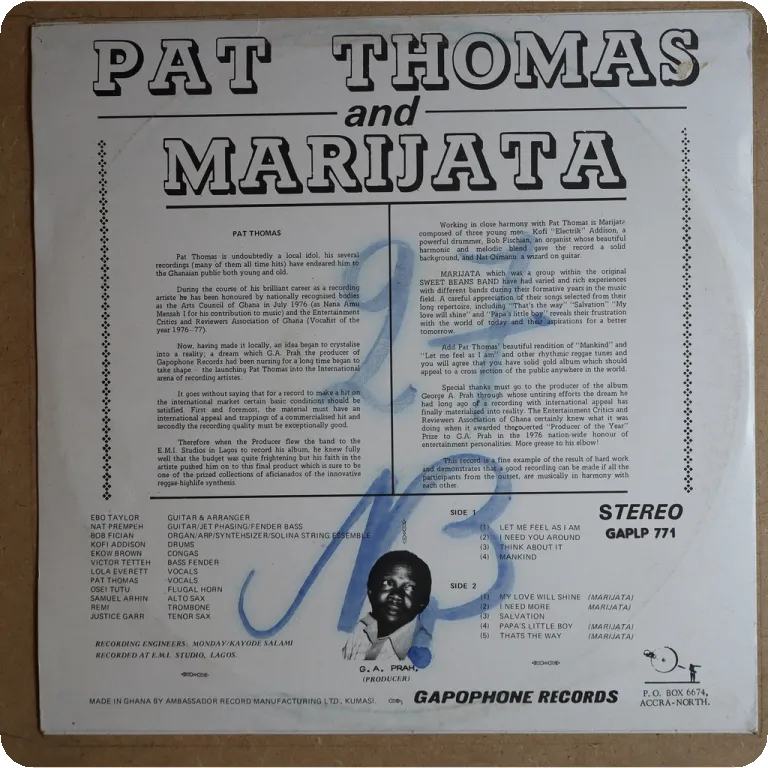 PAT THOMAS
and
MARIJATA
PAT THOMAS
Pat Thomas is undoubtedly a local idol, his several
recordings (many of them all time hits) have endeared him to
the Ghanaian public both young and old.
During the course of his brilliant career as a recording
artiste he has been honoured by nationally recognised bodies
as the Arts Council of Ghana in July 1976 (as Nana Amu
Mensah I for his contribution to music) and the Entertainment
Critics and Reviewers Association of Ghana (Vocalist of the
year 1976–77).
Now, having made it locally, an idea began to crystalise
into a reality; a dream which G.A. Prah the producer of
Gapophone Records had been nursing for a long time began to
take shape – the launching Pat Thomas into the International
arena of recording artistes.
It goes without saying that for a record to make a hit on
the international market certain basic conditions should be
satisfied. First and foremost, the material must have an
international appeal and trappings of a commercialised hit and
secondly the recording quality must be exceptionally good.
Therefore when the Producer flew the band to the
E.M.I. Studios in Lagos to record his album, he knew fully
well that the budget was quite frightening but his faith in the
artiste pushed him on to this final product which is sure to be
one of the prized collections of aficianados of the innovative
reggae-highlife synthesis.
Working in close harmony with Pat Thomas is Marijata
composed of three young men Kofi "Electrik" Addison, a
powerful drummer, Bob Fischian, an organist whose beautiful
harmonic and melodic blend gave the record a solid
background, and Nat Osmanu a wizard on guitar.
MARIJATA which was a group within the original
SWEET BEANS BAND have had varied and rich experiences
with different bands during their formative years in the music
field. A careful appreciation of their songs selected from their
long repertoire, including "That's the way" "Salvation" "My
love will shine" and "Papa's little boy" reveals their frustration
with the world of today and their aspirations for a better
tomorrow.
Add Pat Thomas' beautiful rendition of "Mankind" and
"Let me feel as I am" and other rhythmic reggae tunes and
you will agree that you have solid gold album which should
appeal to a cross section of the public anywhere in the world.
Special thanks must go to the producer of the album
George A. Prah through whose untiring efforts the dream he
had long ago of a recording with international appeal has
finally materialized into reality. The Entertainment Critics and
Reviewers Association of Ghana certainly knew what it was
doing when it awarded the coverted "Producer of the Year"
Prize to G.A. Prah in the 1976 nation-wide honour of
entertainment personalities. More grease to his elbow!
This record is a fine example of the result of hard work
and demonstrates that a good recording can be made if all the
participants from the outset, are musically in harmony with
each other.
EBO TAYLOR GUITAR & ARRANGER
NAT PREMPEH GUITAR/JET PHASING/FENDER BASS
BOB FICIAN ORGAN/ARP/SYNTEHSIZER/SOLINA STRING ESSEMBLE
KOFI ADDISON DRUMS
EKOW BROWN CONGAS
VICTOR TETTEH BASS FENDER
LOLA EVERETT VOCALS
PAT THOMAS VOCALS
OSEI TUTU FLUGAL HORN
SAMUEL ARHIN ALTO SAX
REMI TROMBONE
JUSTICE GARR TENOR SAX
RECORDING ENGINEERS: MONDAY/KAYODE SALAMI
RECORDED AT E.M.I. STUDIO, LAGOS.
SIDE 1
(1) LET ME FEEL AS I AM
(2) I NEED YOU AROUND
(3) THINK ABOUT IT
(4) MANKIND
SIDE 2
(1) MY LOVE WILL SHINE (MARIJATA)
(2) I NEED MORE MARIJATA)
(3) SALVATION
(4) PAPA'S LITTLE BOY (MARIJATA)
(5) THATS THE WAY (MARIJATA)
STEREO
GAPLP 771
G. A. PRAH,
(PRODUCER)
MADE IN GHANA BY AMBASSADOR RECORD MANUFACTURING LTD., KUMASI.
GAPOPHONE RECORDS
P. O. BOX 6674,
ACCRA-NORTH.